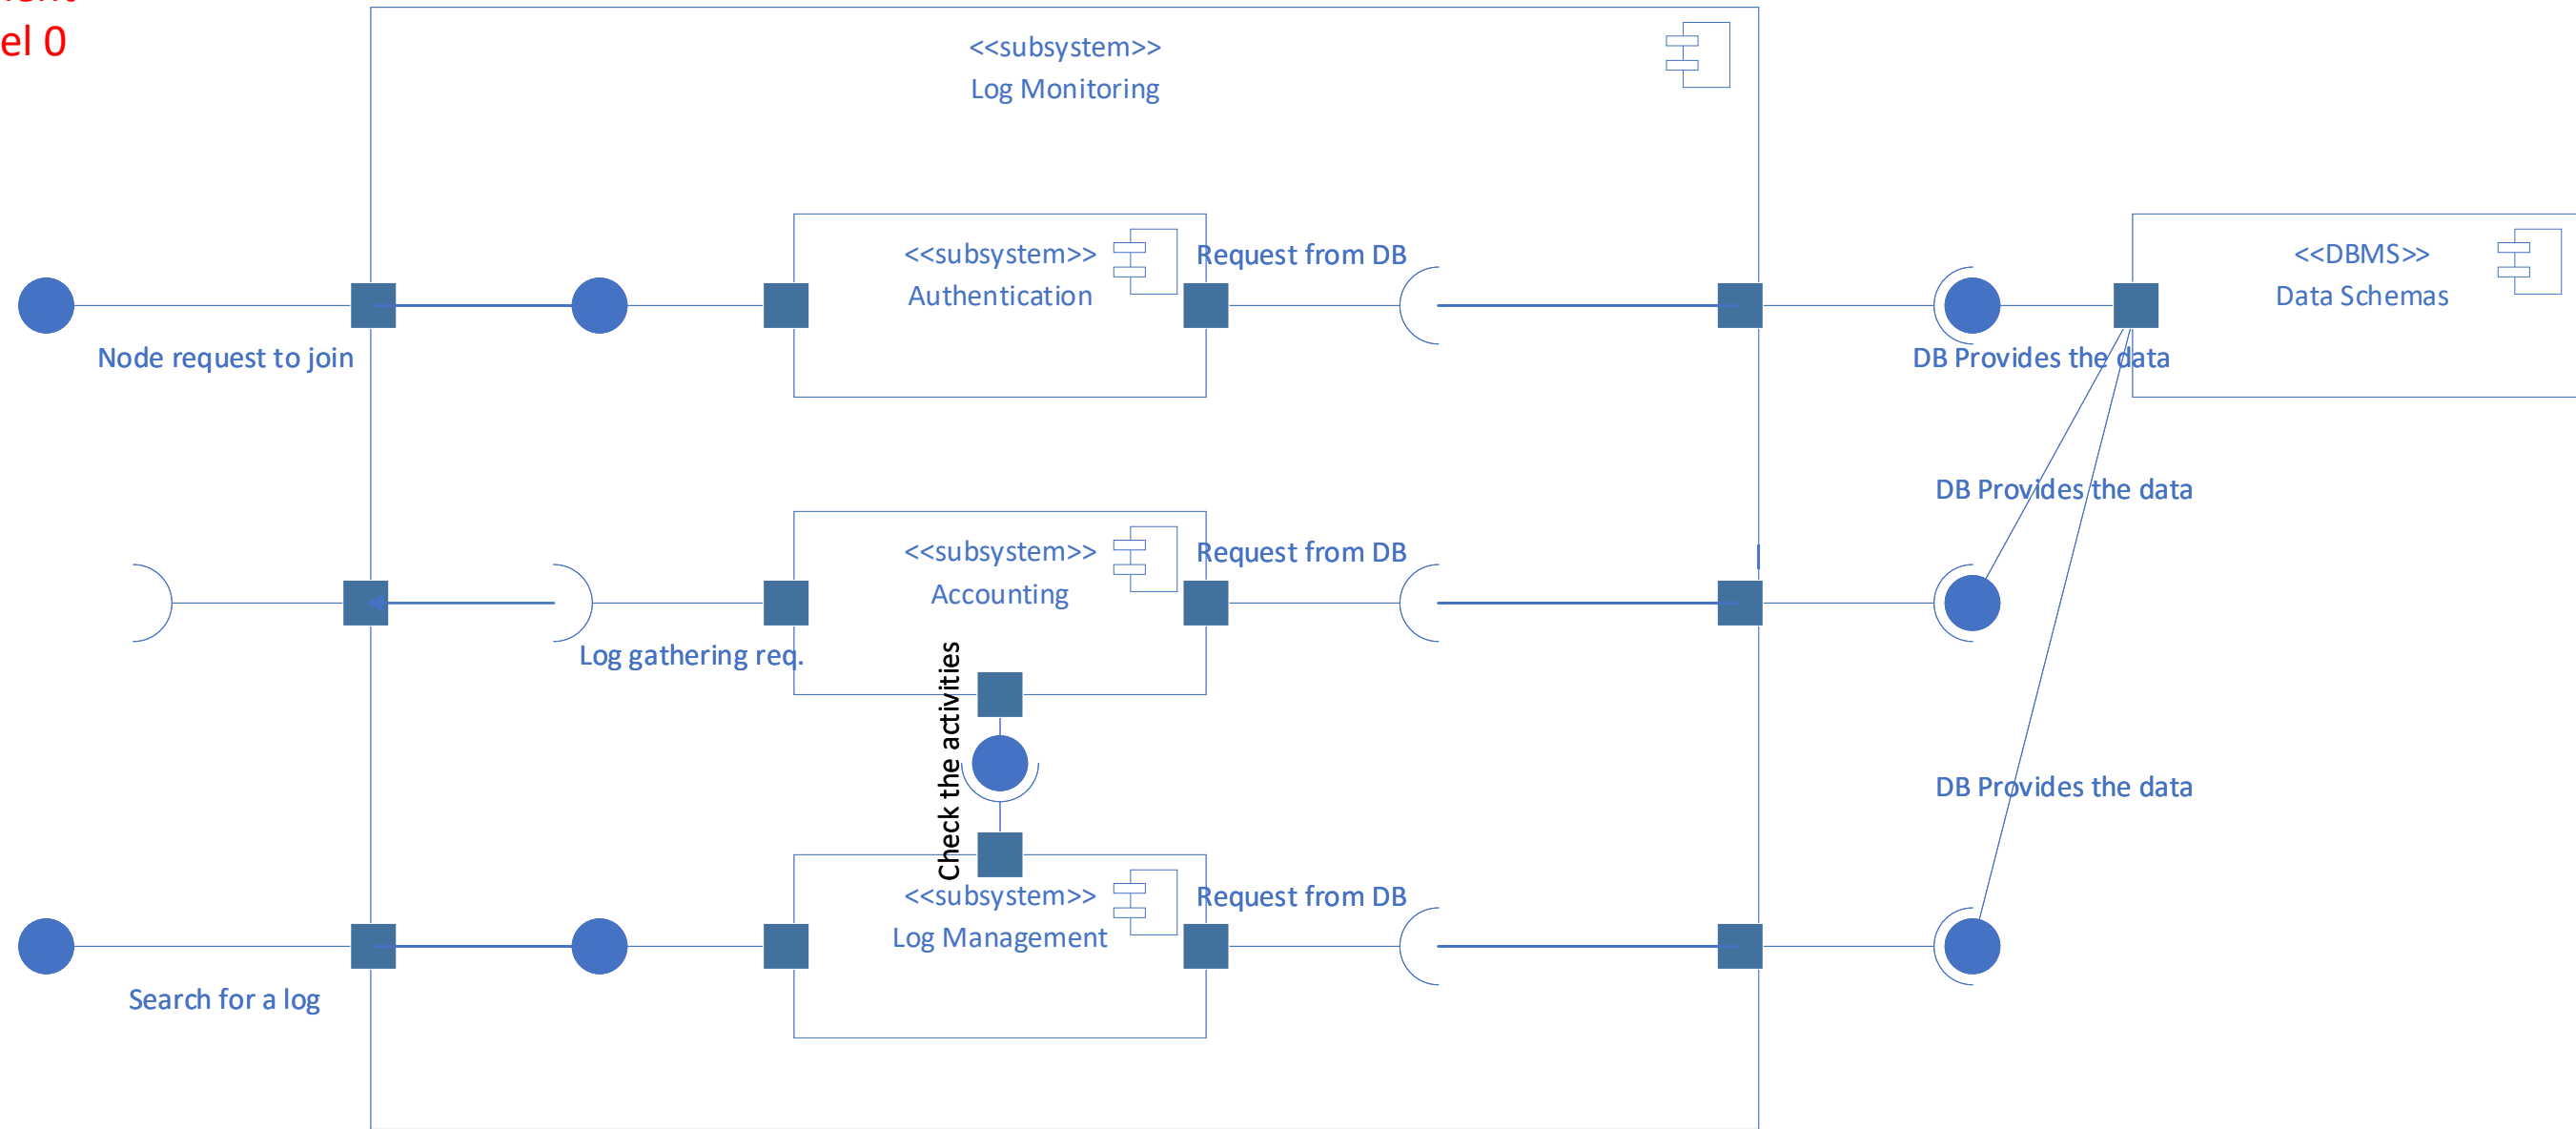 el 0
<<subsystem>>
Log Monitoring
<<subsystem>>
Authentication
Request from DB
<<DBMS>>
Data Schemas
Node request to join
DB Provides the data
DB Provides the data
<<subsystem>>
Accounting
Request from DB
Log gathering req.
Check the activities
DB Provides the data
<<subsystem>>
Log Management
Request from DB
Search for a log